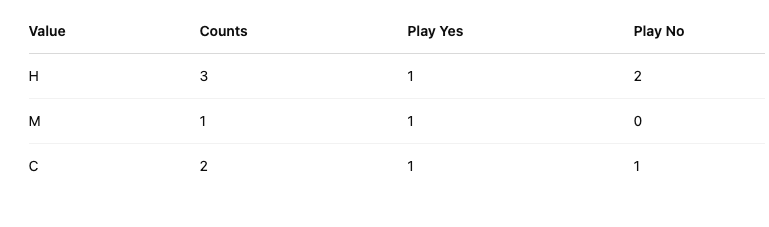 Value Counts Play Yes Play No
H 3 1 2
M 1 1 0
C 2 1 1